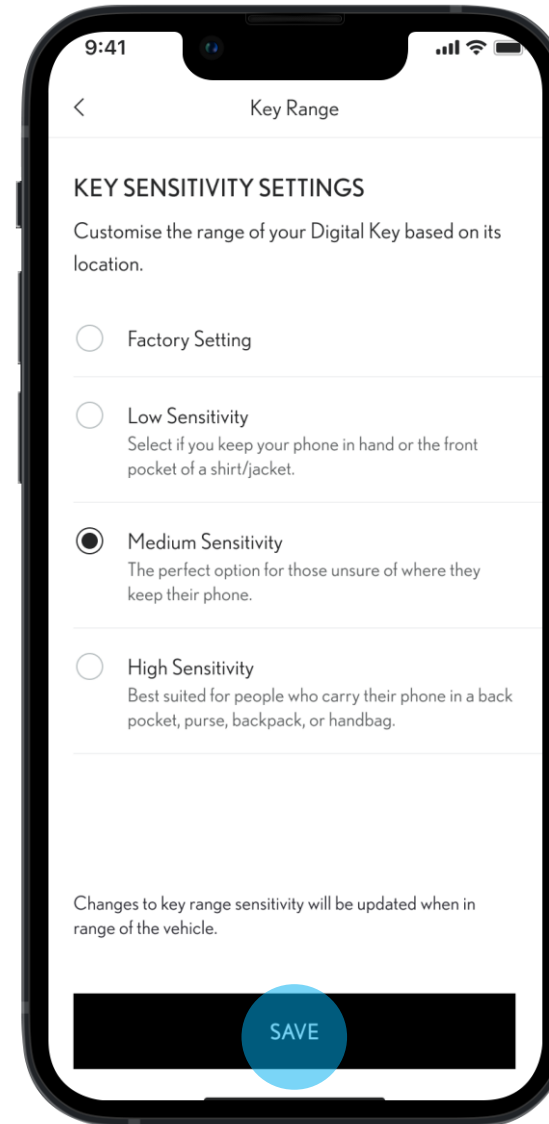 9:41
Key Range
KEY SENSITIVITY SETTINGS
Customise the range of your Digital Key based on its
location.
Factory Setting
Low Sensitivity
Select if you keep your phone in hand or the front
pocket of a shirt/jacket.
Medium Sensitivity
The perfect option for those unsure of where they
keep their phone.
High Sensitivity
Best suited for people who carry their phone in a back
pocket, purse, backpack, or handbag.
Changes to key range sensitivity will be updated when in
range of the vehicle.
SAVE